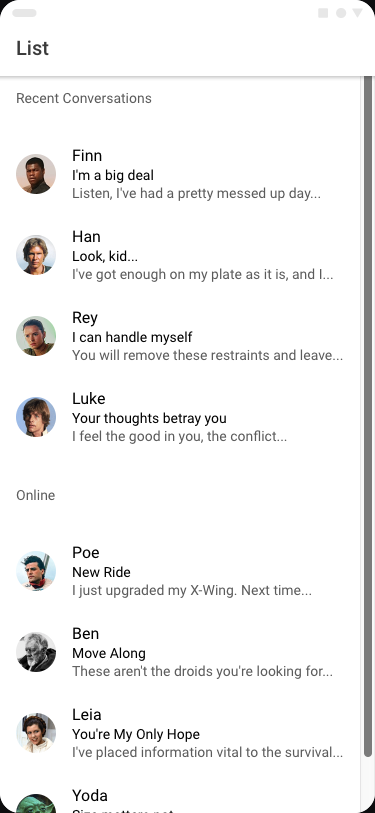 List
Recent Conversations
Finn
I'm a big deal
Listen, I've had a pretty messed up day...
Han
Look, kid...
I've got enough on my plate as it is, and I...
Rey
I can handle myself
You will remove these restraints and leave...
Luke
Your thoughts betray you
I feel the good in you, the conflict...
Online
Poe
New Ride
I just upgraded my X-Wing. Next time...
Ben
Move Along
These aren't the droids you're looking for...
Leia
You're My Only Hope
I've placed information vital to the survival...
Yoda
Size matters not